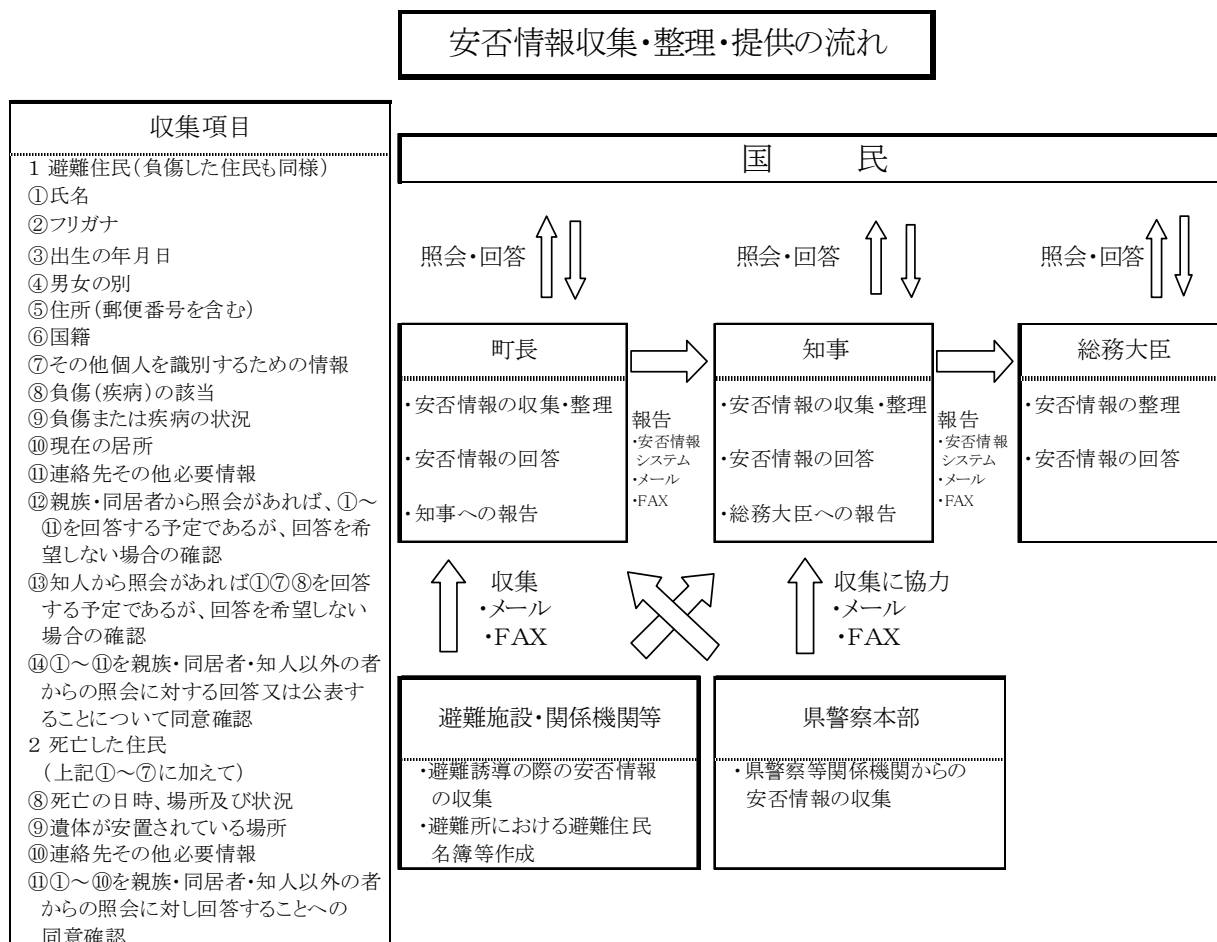 安否情報収集・整理・提供の流れ
収集項目
1 避難住民(負傷した住民も同様)
①氏名
②フリガナ
③出生の年月日
④男女の別
⑤住所(郵便番号を含む)
⑥国籍
⑦その他個人を識別するための情報
⑧負傷(疾病)の該当
⑨負傷または疾病の状況
⑩現在の居所
⑪連絡先その他必要情報
⑫親族・同居者から照会があれば、①～
⑪を回答する予定であるが、回答を希
望しない場合の確認
⑬知人から照会があれば①⑦⑧を回答
する予定であるが、回答を希望しない
場合の確認
⑭①～⑪を親族・同居者・知人以外の者
からの照会に対する回答又は公表す
ることについて同意確認
2 死亡した住民
(上記①～⑦に加えて)
⑧死亡の日時、場所及び状況
⑨遺体が安置されている場所
⑩連絡先その他必要情報
⑪①～⑩を親族・同居者・知人以外の者
からの照会に対し回答することへの
同意確認
国 民
照会・回答
照会・回答
照会・回答
町長
・安否情報の収集・整理
・安否情報の回答
・知事への報告
報告
・安否情報
システム
・メール
・FAX
知事
・安否情報の収集・整理
・安否情報の回答
・総務大臣への報告
報告
・安否情報
システム
・メール
・FAX
総務大臣
・安否情報の整理
・安否情報の回答
収集
・メール
・FAX
収集に協力
・メール
・FAX
避難施設・関係機関等
・避難誘導の際の安否情報
の収集
・避難所における避難住民
名簿等作成
県警察本部
・県警察等関係機関からの
安否情報の収集